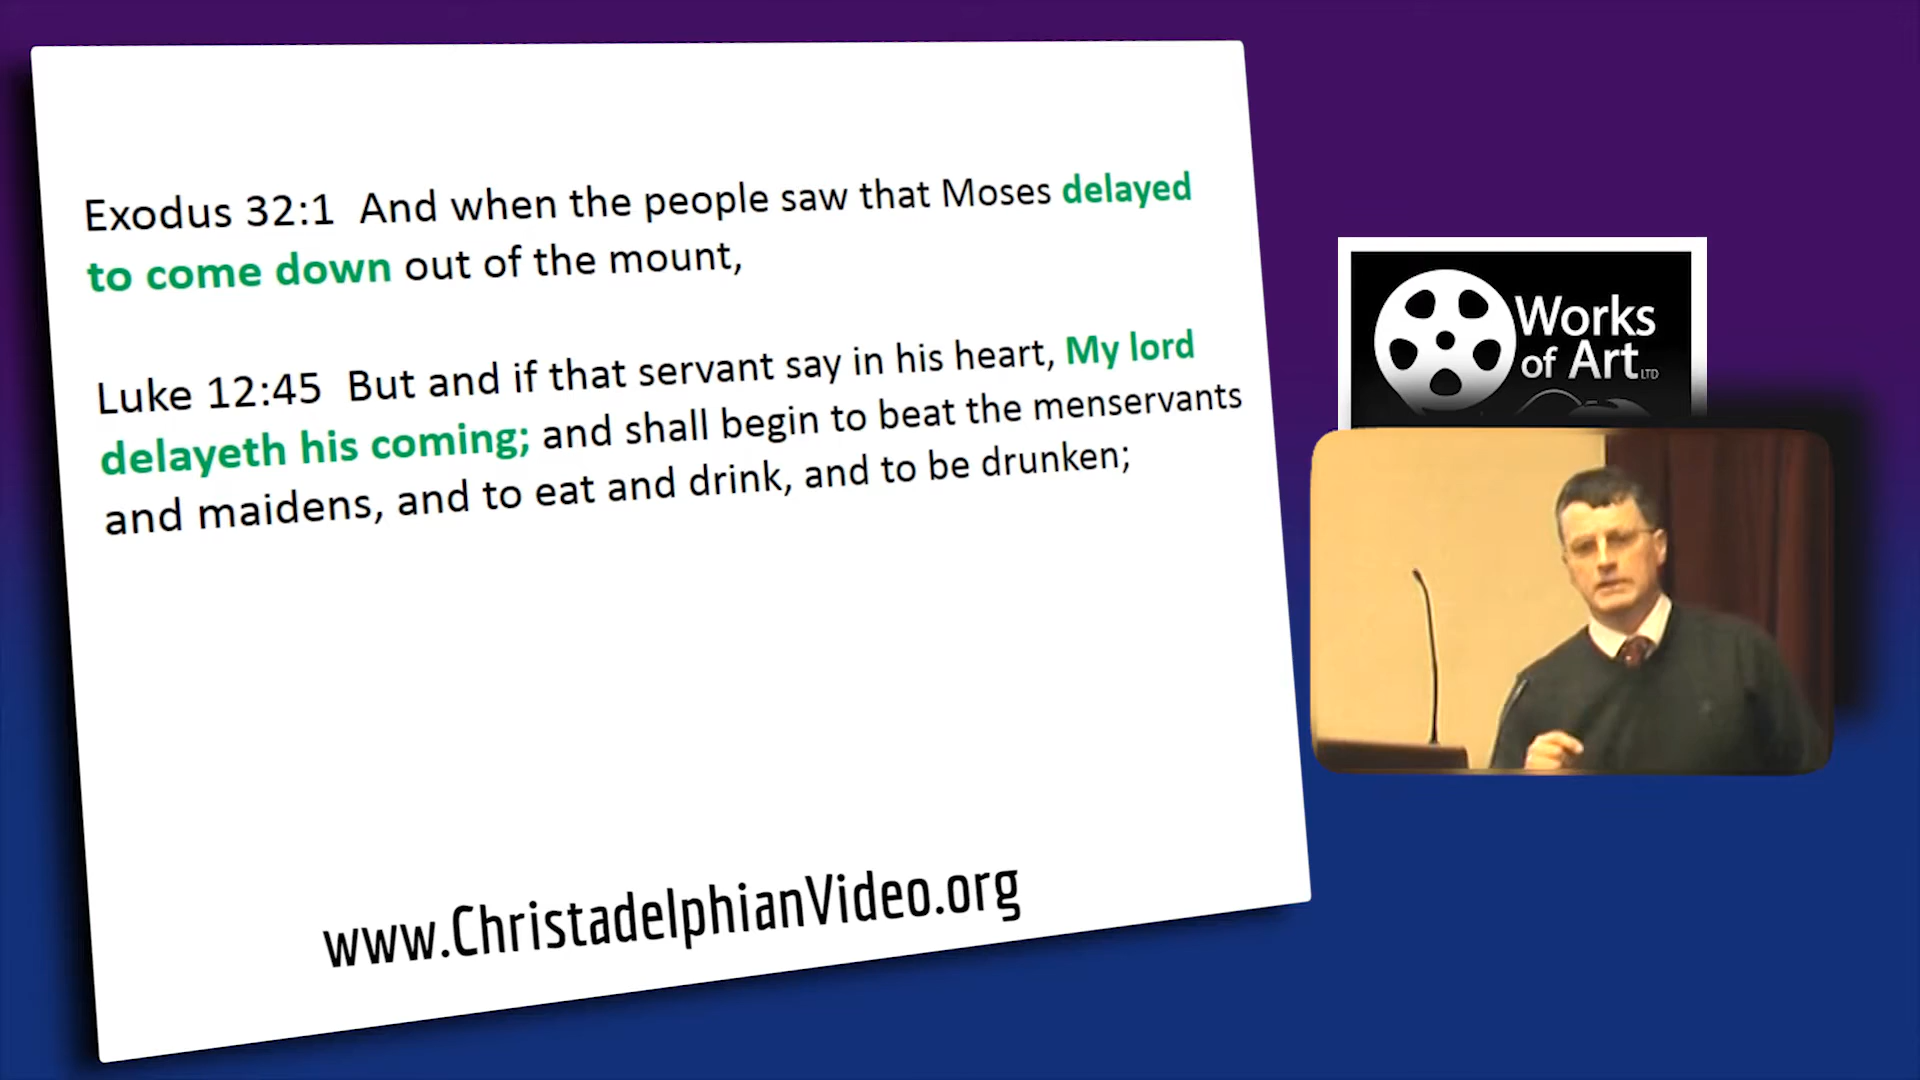 Exodus 32:1 And when the people saw that Moses delayed
to come down out of the mount,
Luke 12:45 But and if that servant say in his heart, My lord
delayeth his coming; and shall begin to beat the menservants
and maidens, and to eat and drink, and to be drunken;
www.ChristadelphianVideo.org
Works
of Art LTD